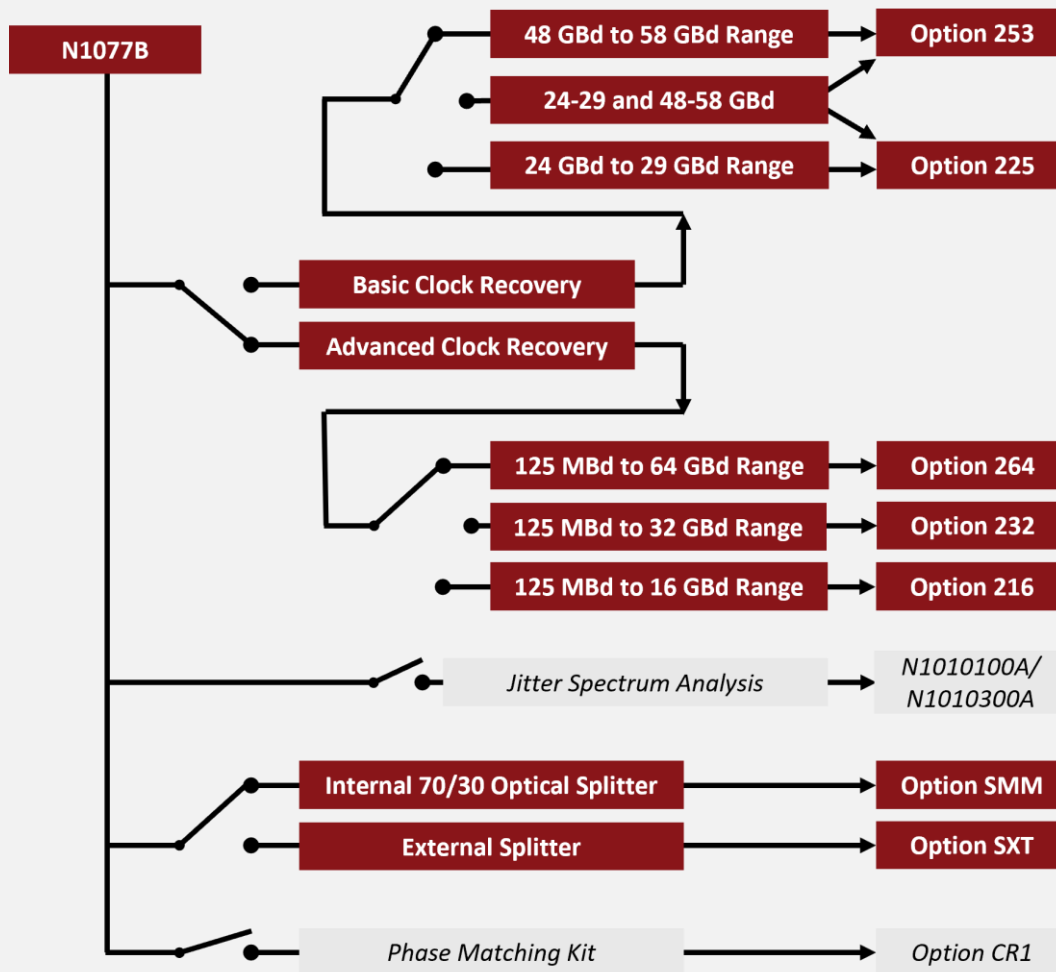 N1077B
48 GBd to 58 GBd Range
Option 253
24-29 and 48-58 GBd
24 GBd to 29 GBd Range
Option 225
Basic Clock Recovery
Advanced Clock Recovery
125 MBd to 64 GBd Range
Option 264
125 MBd to 32 GBd Range
Option 232
125 MBd to 16 GBd Range
Option 216
Jitter Spectrum Analysis
N1010100A/
N1010300A
Internal 70/30 Optical Splitter
Option SMM
External Splitter
Option SXT
Phase Matching Kit
Option CR1